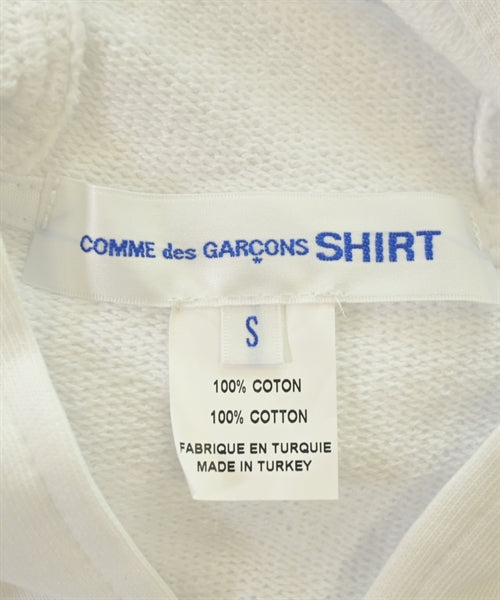 COMME des GARÇONS SHIRT
*
S
100% COTON
100% COTTON
FABRIQUE EN TURQUIE
MADE IN TURKEY